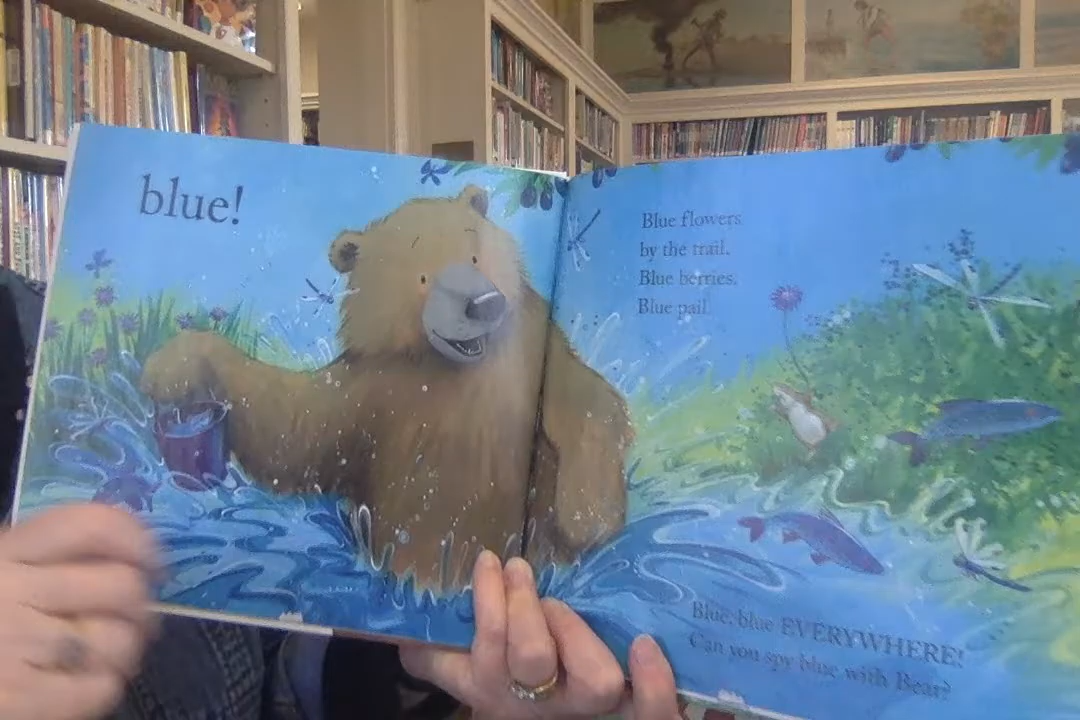 blue!
Blue flowers
by the trail.
Blue berries.
Blue pail.
Blue, blue EVERYWHERE!
Can you spy blue with Bear?